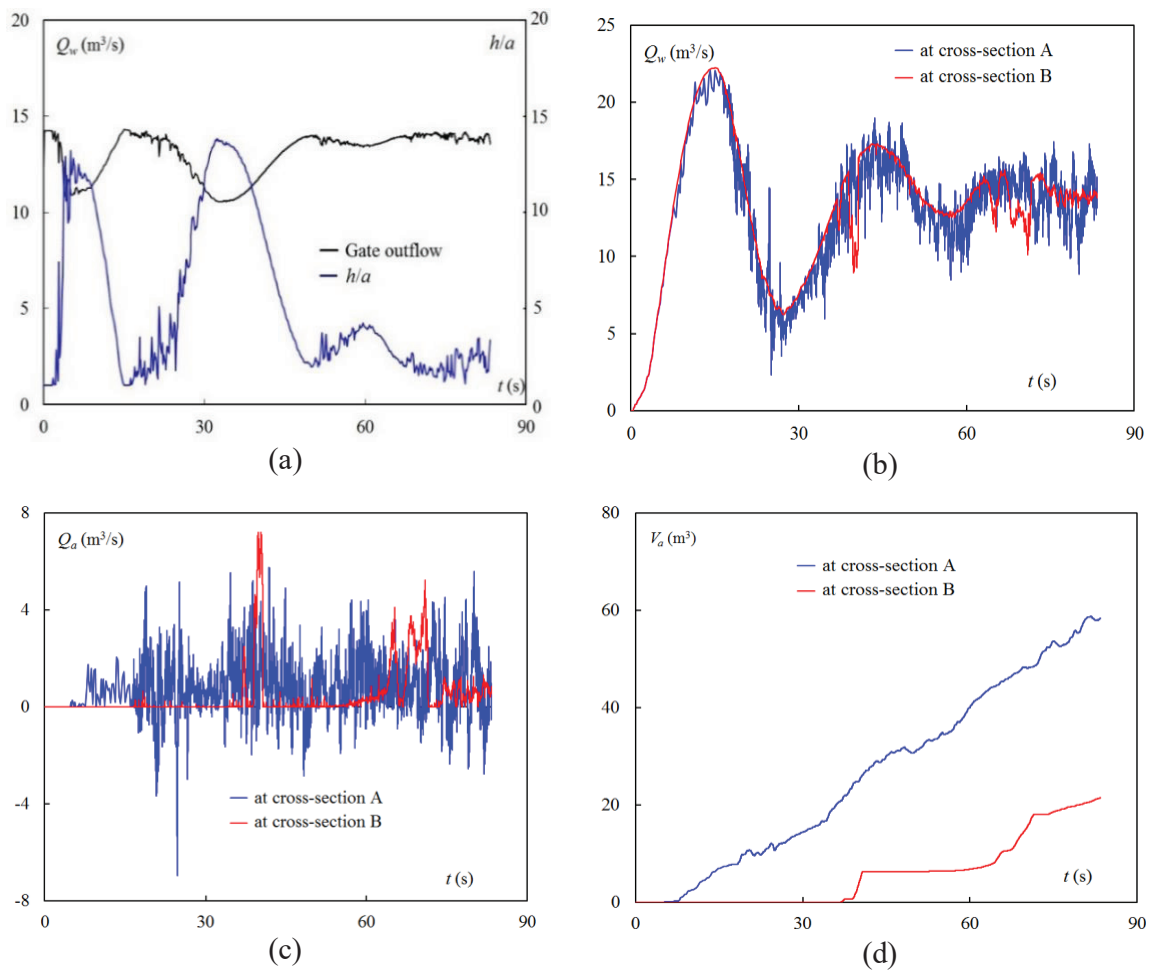 20
20
Q_w (m³/s)
h/a
15
15
10
10
Gate outflow
h/a
5
5
t (s)
0
0
0
30
60
90
(a)
25
Q_w (m³/s)
at cross-section A
at cross-section B
20
15
10
5
t (s)
0
0
30
60
90
(b)
8
Q_a (m³/s)
4
0
-4
at cross-section A
at cross-section B
t (s)
-8
0
30
60
90
(c)
80
V_a (m³)
at cross-section A
at cross-section B
60
40
20
t (s)
0
0
30
60
90
(d)